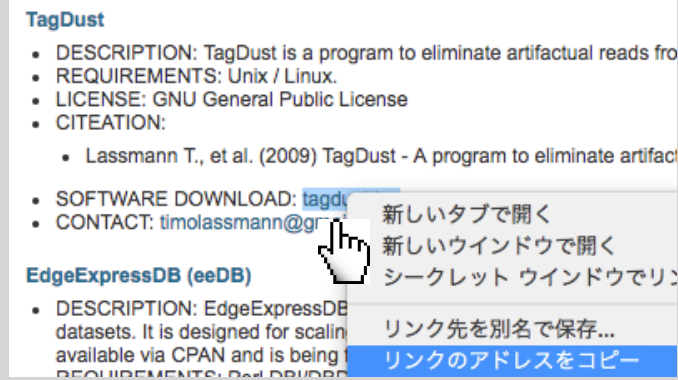 TagDust
• DESCRIPTION: TagDust is a program to eliminate artifactual reads fro
• REQUIREMENTS: Unix / Linux.
• LICENSE: GNU General Public License
• CITEATION:
• Lassmann T., et al. (2009) TagDust - A program to eliminate artifact
• SOFTWARE DOWNLOAD:
• CONTACT:
新しいタブで開く
新しいウインドウで開く
シークレット ウインドウでリン
リンク先を別名で保存...
リンクのアドレスをコピー
EdgeExpressDB (eeDB)
• DESCRIPTION: EdgeExpressDB
datasets. It is designed for scaling
available via CPAN and is being
REQUIREMENTS: Perl DBI/DBD